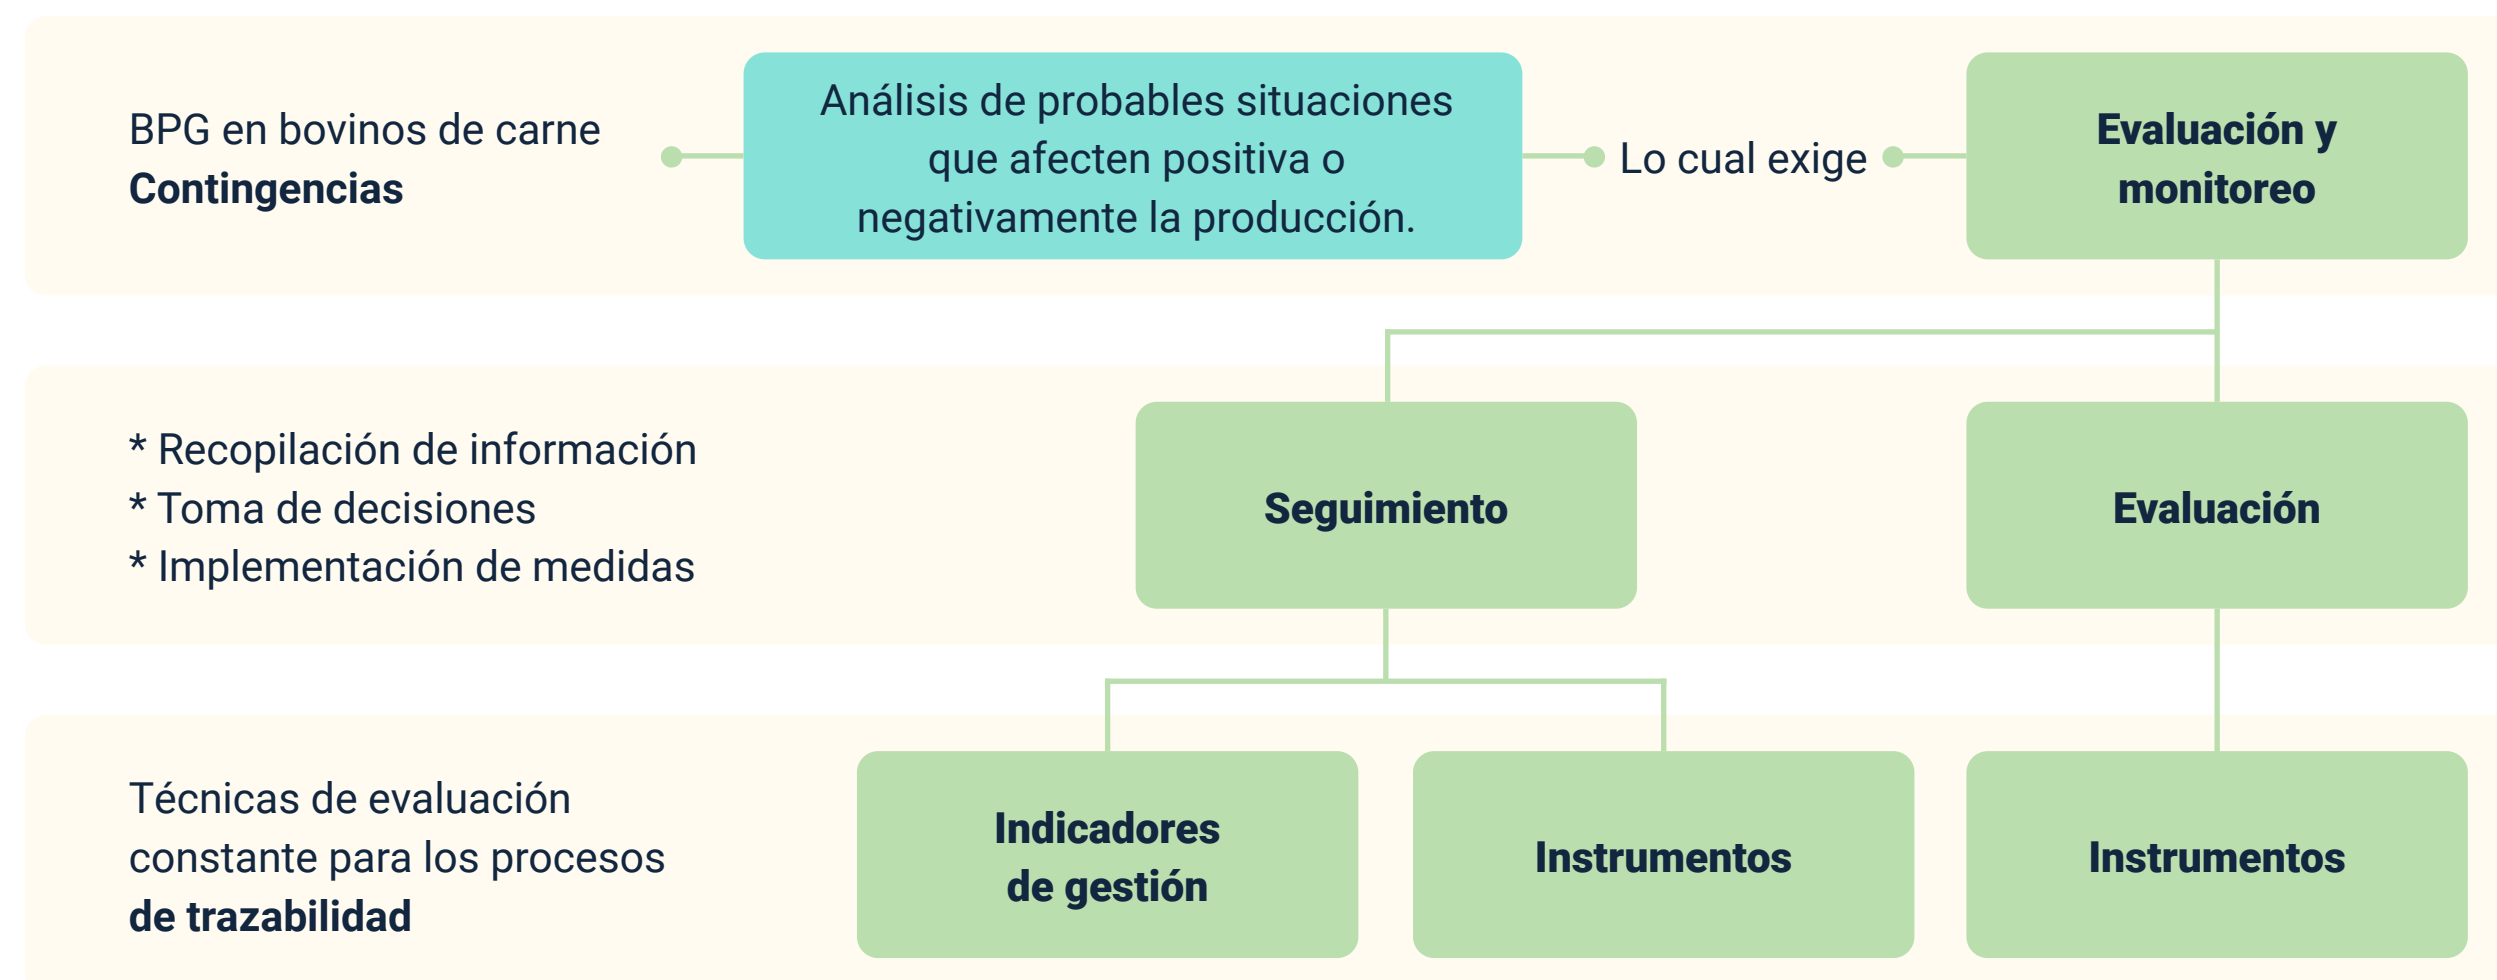 BPG en bovinos de carne
Contingencias
Análisis de probables situaciones
que afecten positiva o
negativamente la producción.
Lo cual exige
Evaluación y
monitoreo
* Recopilación de información
* Toma de decisiones
* Implementación de medidas
Seguimiento
Evaluación
Técnicas de evaluación
constante para los procesos
de trazabilidad
Indicadores
de gestión
Instrumentos
Instrumentos